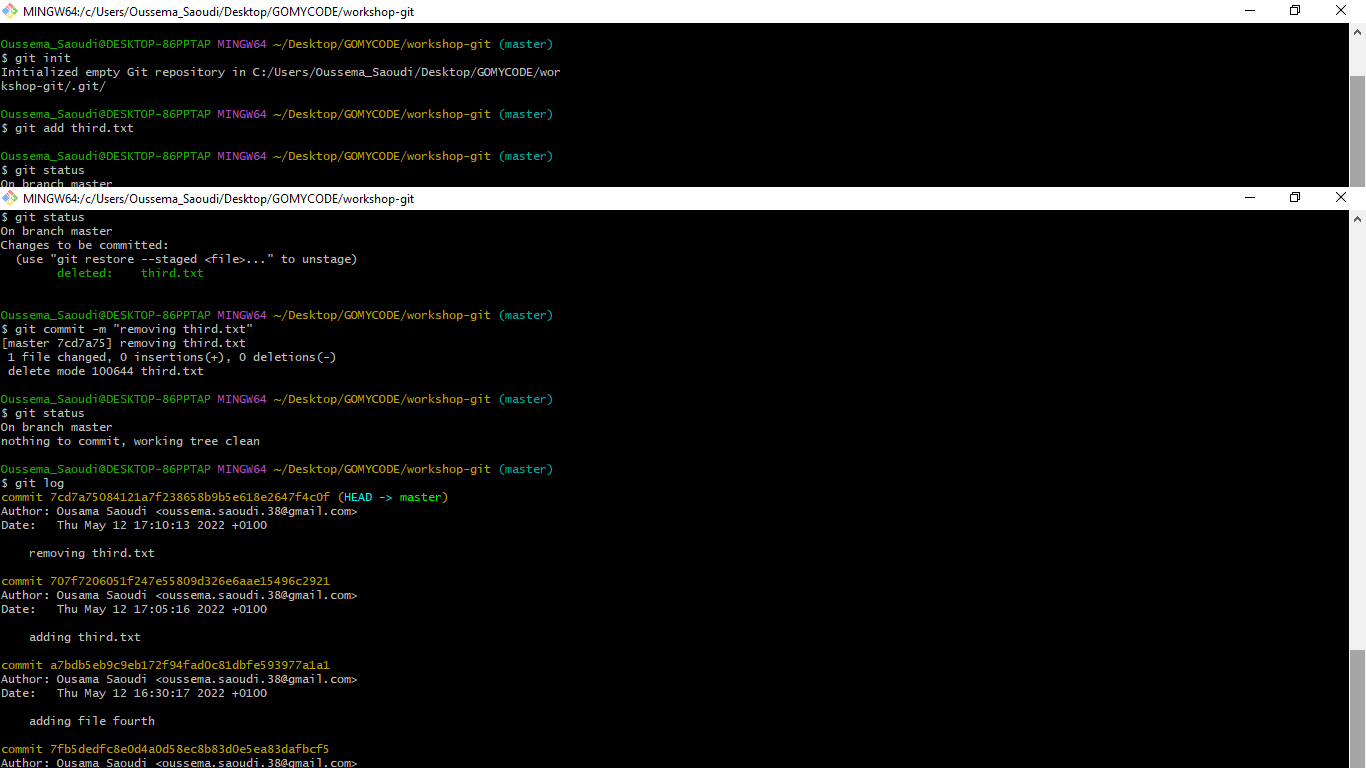 MINGW64:/c/Users/Oussema_Saoudi/Desktop/GOMYCODE/workshop-git
Oussema_Saoudi@DESKTOP-86PPTAP MINGW64 ~/Desktop/GOMYCODE/workshop-git (master)
$ git init
Initialized empty Git repository in C:/Users/Oussema_Saoudi/Desktop/GOMYCODE/wor
kshop-git/.git/
Oussema_Saoudi@DESKTOP-86PPTAP MINGW64 ~/Desktop/GOMYCODE/workshop-git (master)
$ git add third.txt
Oussema_Saoudi@DESKTOP-86PPTAP MINGW64 ~/Desktop/GOMYCODE/workshop-git (master)
$ git status
On branch master
MINGW64:/c/Users/Oussema_Saoudi/Desktop/GOMYCODE/workshop-git
$ git status
On branch master
Changes to be committed:
  (use "git restore --staged <file>..." to unstage)
        deleted:    third.txt
Oussema_Saoudi@DESKTOP-86PPTAP MINGW64 ~/Desktop/GOMYCODE/workshop-git (master)
$ git commit -m "removing third.txt"
[master 7cd7a75] removing third.txt
 1 file changed, 0 insertions(+), 0 deletions(-)
 delete mode 100644 third.txt
Oussema_Saoudi@DESKTOP-86PPTAP MINGW64 ~/Desktop/GOMYCODE/workshop-git (master)
$ git status
On branch master
nothing to commit, working tree clean
Oussema_Saoudi@DESKTOP-86PPTAP MINGW64 ~/Desktop/GOMYCODE/workshop-git (master)
$ git log
commit 7cd7a75084121a7f238658b9b5e618e2647f4c0f (HEAD -> master)
Author: Ousama Saoudi <oussema.saoudi.38@gmail.com>
Date:   Thu May 12 17:10:13 2022 +0100
    removing third.txt
commit 707f7206051f247e55809d326e6aae15496c2921
Author: Ousama Saoudi <oussema.saoudi.38@gmail.com>
Date:   Thu May 12 17:05:16 2022 +0100
    adding third.txt
commit a7bdb5eb9c9eb172f94fad0c81dbfe593977a1a1
Author: Ousama Saoudi <oussema.saoudi.38@gmail.com>
Date:   Thu May 12 16:30:17 2022 +0100
    adding file fourth
commit 7fb5dedfc8e0d4a0d58ec8b83d0e5ea83dafbcf5
Author: Ousama Saoudi <oussema.saoudi.38@gmail.com>